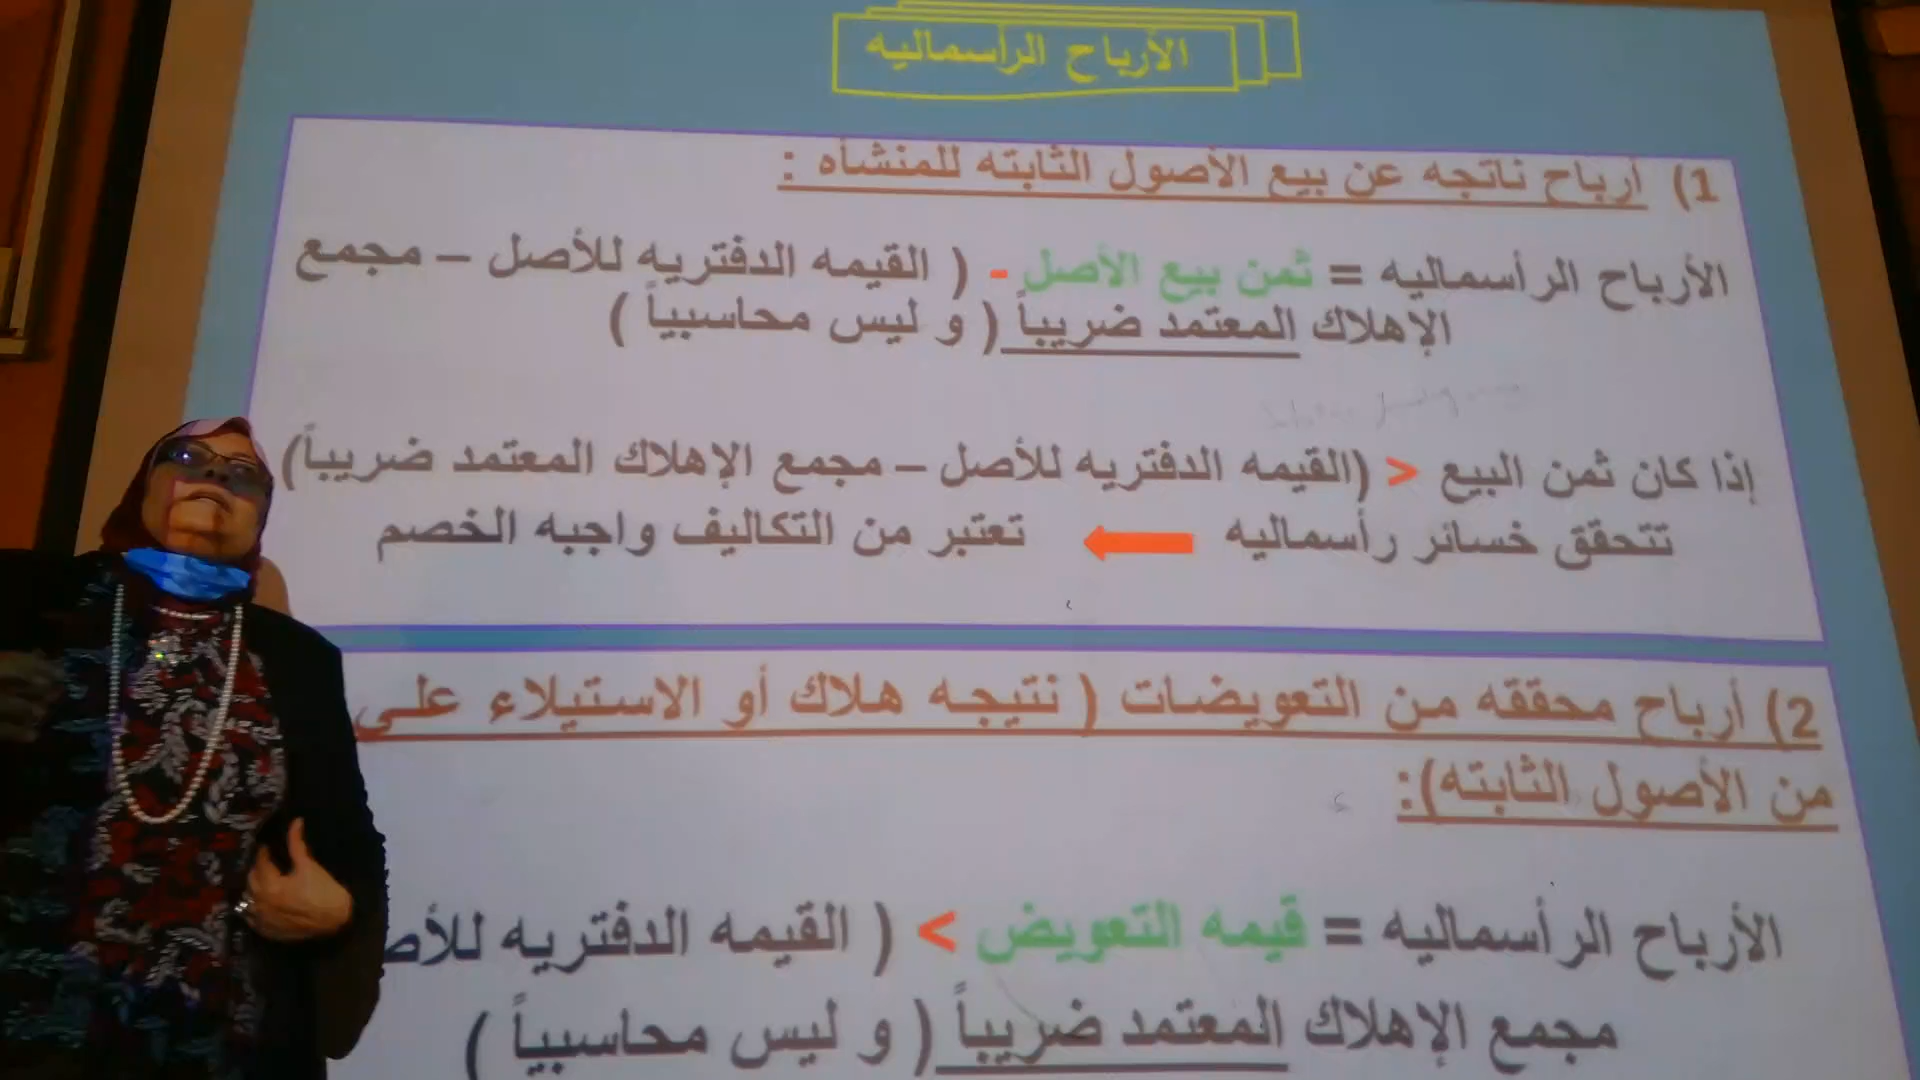 الأرباح الرأسماليه
1) أرباح ناتجه عن بيع الأصول الثابته للمنشأه :
الأرباح الرأسماليه = ثمن بيع الأصل - ( القيمه الدفتريه للأصل – مجمع
الإهلاك المعتمد ضريبياً ( و ليس محاسبياً )
إذا كان ثمن البيع < (القيمه الدفتريه للأصل – مجمع الإهلاك المعتمد ضريبياً)
تتحقق خسائر رأسماليه تعتبر من التكاليف واجبه الخصم
2) أرباح محققه من التعويضات ( نتيجه هلاك أو الاستيلاء على
من الأصول الثابته):
الأرباح الرأسماليه = قيمه التعويض > ( القيمه الدفتريه
مجمع الإهلاك المعتمد ضريبياً ( و ليس محاسبياً )